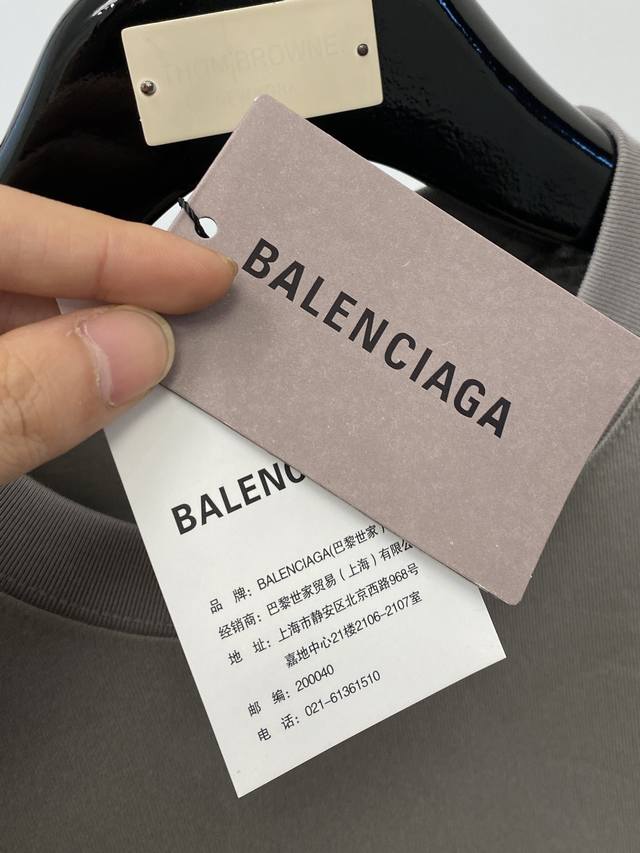 THOM BROWNE.
BALENCIAGA
BALENC
品 牌：BALENCIAGA(巴黎世家)
经销商：巴黎世家贸易（上海）有限公
地 址：上海市静安区北京西路968号
嘉地中心21楼2106-2107室
邮 编：200040
电 话：021-61361510